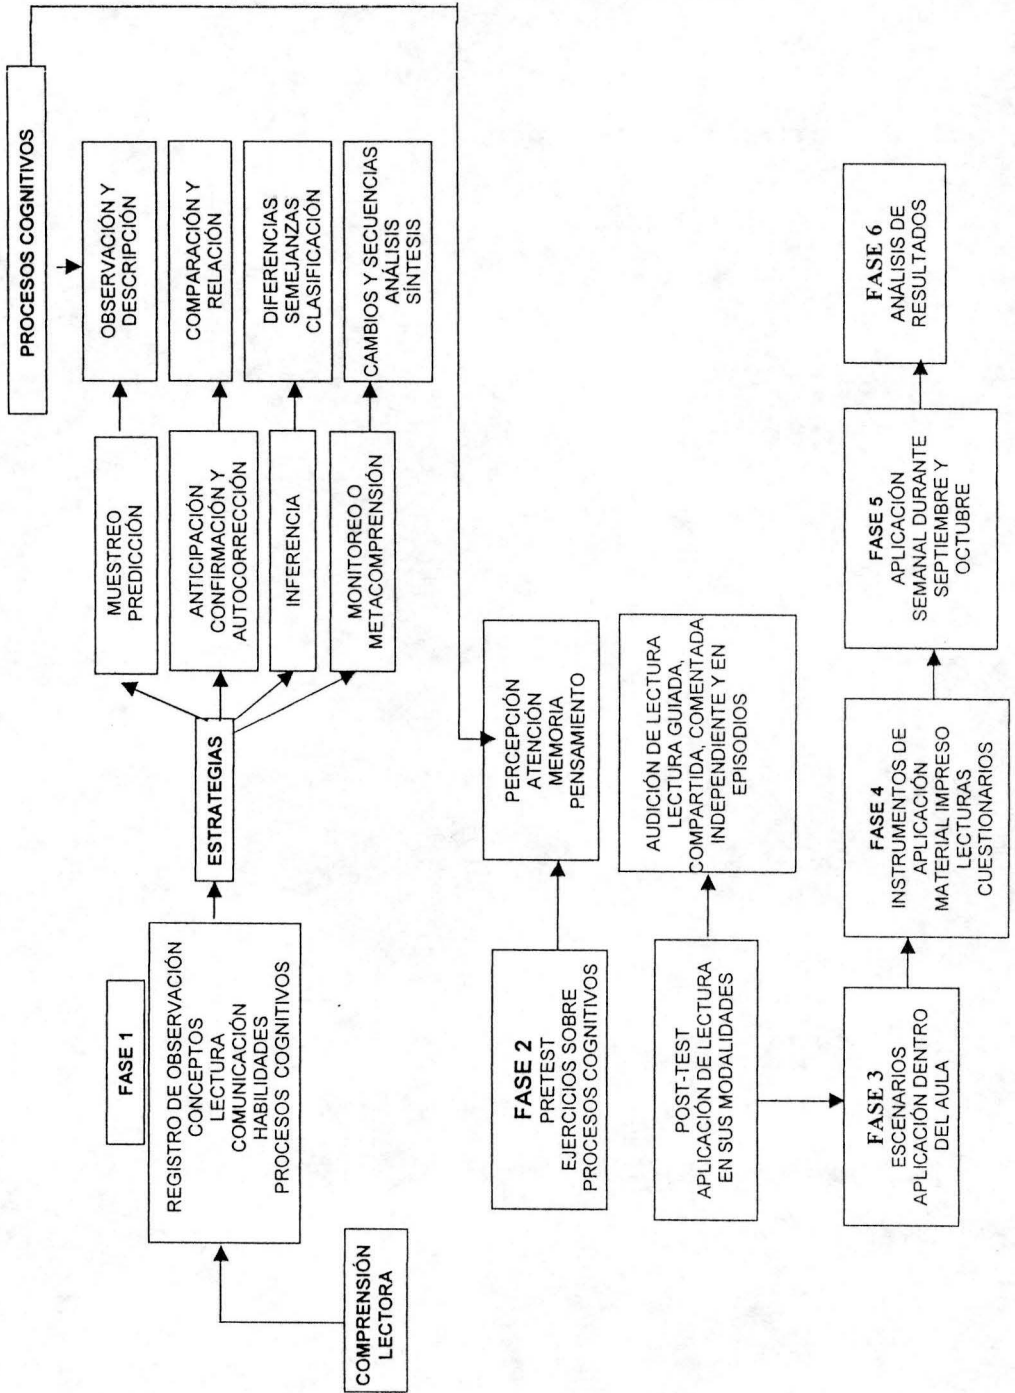 PROCESOS COGNITIVOS
FASE 1
REGISTRO DE OBSERVACIÓN
CONCEPTOS
LECTURA
COMUNICACIÓN
HABILIDADES
PROCESOS COGNITIVOS
COMPRENSIÓN
LECTORA
ESTRATEGIAS
MUESTREO
PREDICCIÓN
OBSERVACIÓN Y
DESCRIPCIÓN
ANTICIPACIÓN
CONFIRMACIÓN Y
AUTOCORRECCIÓN
COMPARACIÓN Y
RELACIÓN
INFERENCIA
DIFERENCIAS
SEMEJANZAS
CLASIFICACIÓN
MONITOREO O
METACOMPRENSIÓN
CAMBIOS Y SECUENCIAS
ANÁLISIS
SÍNTESIS
FASE 2
PRETEST
EJERCICIOS SOBRE
PROCESOS COGNITIVOS
PERCEPCIÓN
ATENCIÓN
MEMORIA
PENSAMIENTO
POST-TEST
APLICACIÓN DE LECTURA
EN SUS MODALIDADES
AUDICIÓN DE LECTURA
LECTURA GUIADA,
COMPARTIDA, COMENTADA
INDEPENDIENTE Y EN
EPISODIOS
FASE 3
ESCENARIOS
APLICACIÓN DENTRO
DEL AULA
FASE 4
INSTRUMENTOS DE
APLICACIÓN
MATERIAL IMPRESO
LECTURAS
CUESTIONARIOS
FASE 5
APLICACIÓN
SEMANAL DURANTE
SEPTIEMBRE Y
OCTUBRE
FASE 6
ANÁLISIS DE
RESULTADOS